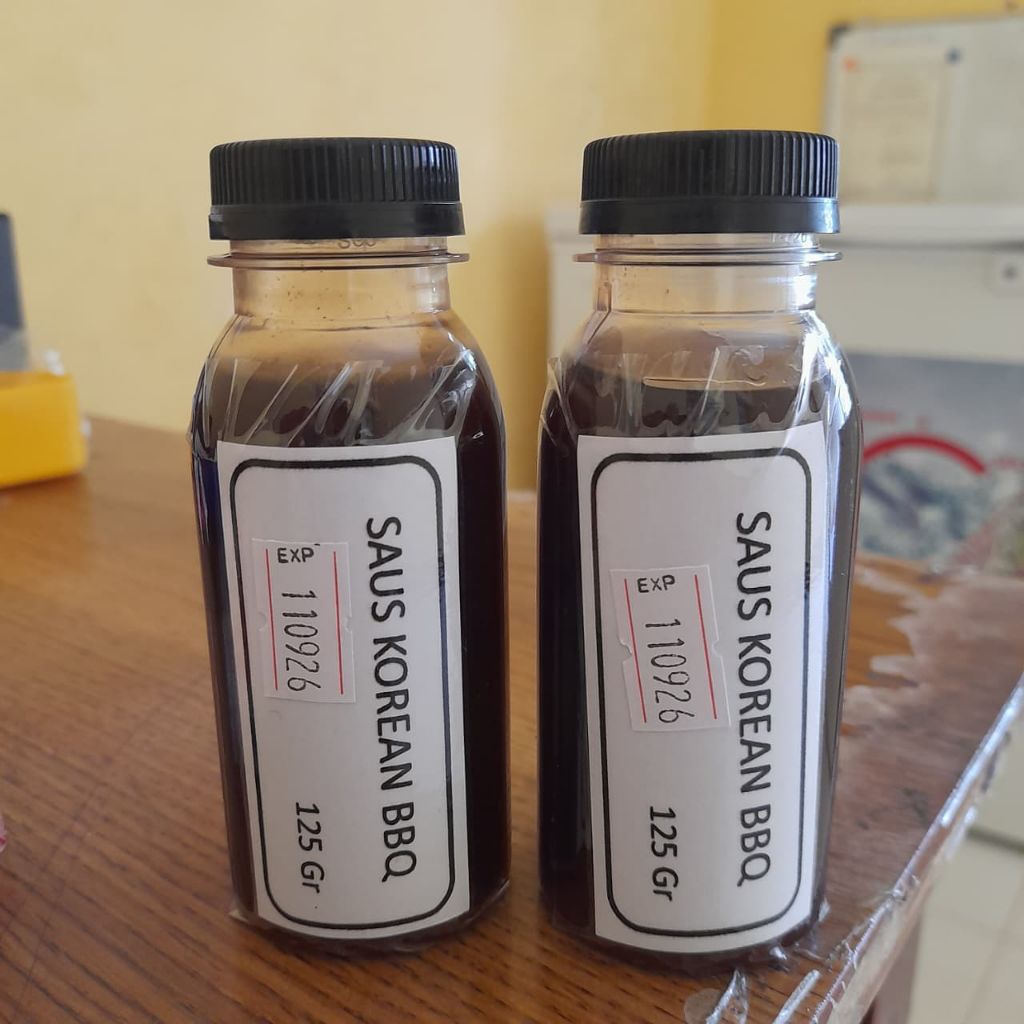 SAUS KOREAN BBQ
EXP
110926
125 Gr
SAUS KOREAN BBQ
EXP
110926
125 Gr